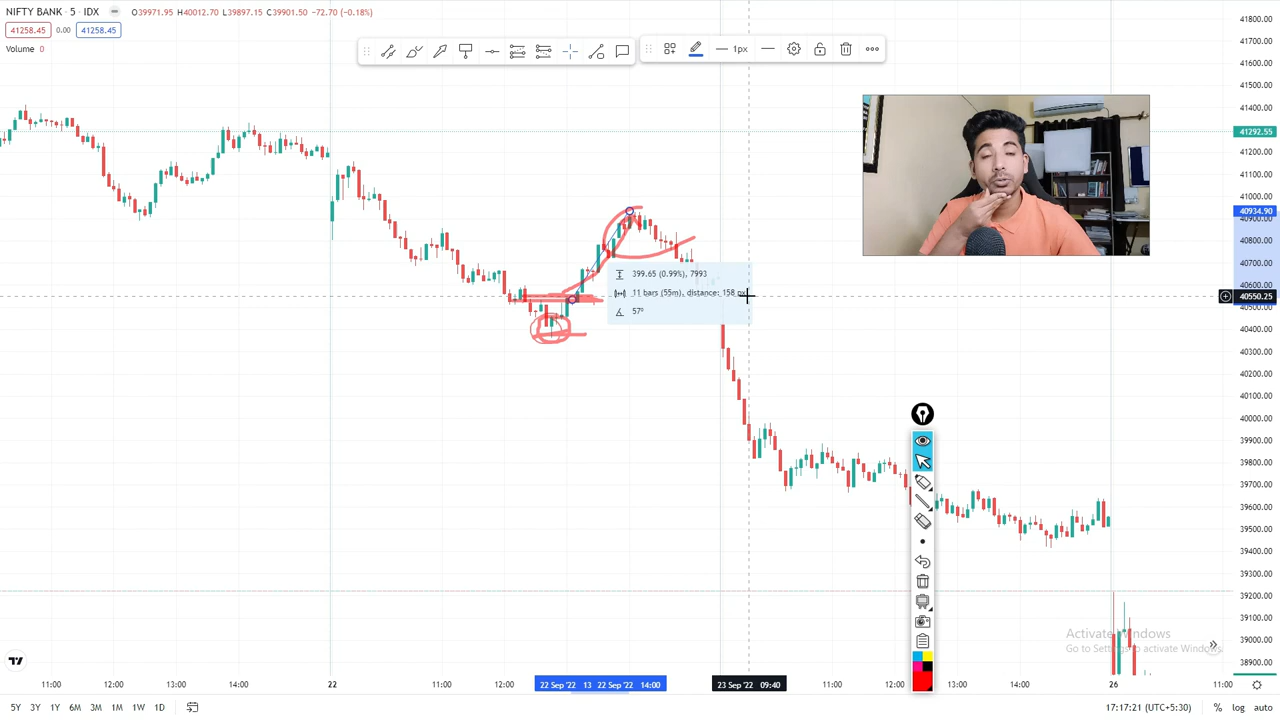 NIFTY BANK · 5 · IDX O39971.95 H40012.70 L39897.15 C39901.50 −72.70 (−0.18%)
41258.45 0.00 41258.45
Volume 0
1px
41800.00
41700.00
41600.00
41500.00
41400.00
41292.55
41200.00
41100.00
41000.00
40934.90
40900.00
40800.00
40700.00
40600.00
40550.25
40400.00
40300.00
40200.00
40100.00
40000.00
39900.00
39800.00
39700.00
39600.00
39500.00
39400.00
39300.00
39200.00
39100.00
39000.00
38900.00
399.65 (0.99%), 7993
11 bars (55m), distance: 158 px
57º
Activate Windows
Go to Settings to activate Windows.
11:00 12:00 13:00 14:00 22 11:00 12:00 22 Sep '22 13 22 Sep '22 14:00 23 Sep '22 09:40 11:00 12:00 13:00 14:00 26 11:00
5Y 3Y 1Y 6M 3M 1M 1W 1D 17:17:21 (UTC+5:30) % log auto